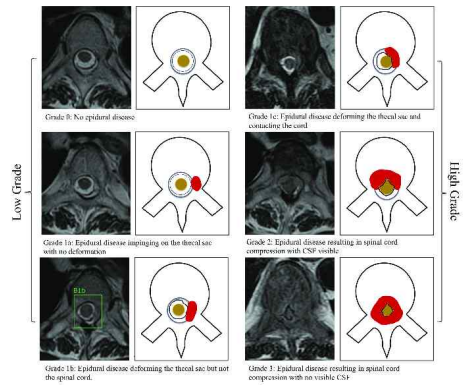 Grade 0: No epidural disease
Grade 1c: Epidural disease deforming the thecal sac and
contacting the cord
Low Grade
High Grade
Grade 1a: Epidural disease impinging on the thecal sac
with no deformation
Grade 2: Epidural disease resulting in spinal cord
compression with CSF visible
B1b
Grade 1b: Epidural disease deforming the thecal sac but not
the spinal cord.
Grade 3: Epidural disease resulting in spinal cord
compression with no visible CSF